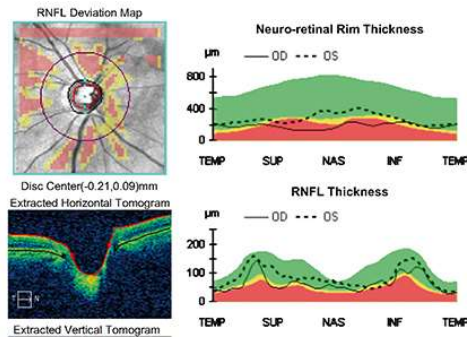 RNFL Deviation Map
Disc Center(-0.21,0.09)mm
Extracted Horizontal Tomogram
T N
Extracted Vertical Tomogram
Neuro-retinal Rim Thickness
µm OD OS
800
400
0
TEMP SUP NAS INF TEMP
RNFL Thickness
µm OD OS
200
100
0
TEMP SUP NAS INF TEMP